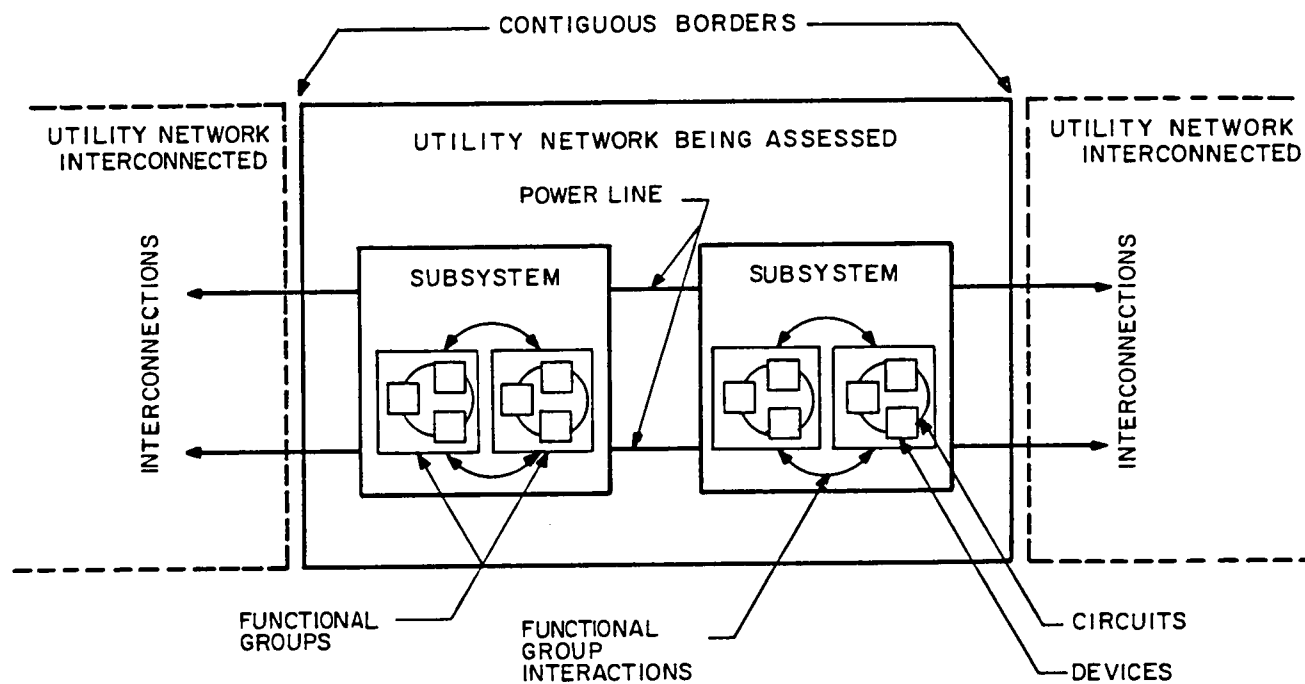 CONTIGUOUS BORDERS
UTILITY NETWORK
INTERCONNECTED
UTILITY NETWORK BEING ASSESSED
UTILITY NETWORK
INTERCONNECTED
POWER LINE
INTERCONNECTIONS
SUBSYSTEM
SUBSYSTEM
INTERCONNECTIONS
FUNCTIONAL
GROUPS
FUNCTIONAL
GROUP
INTERACTIONS
CIRCUITS
DEVICES